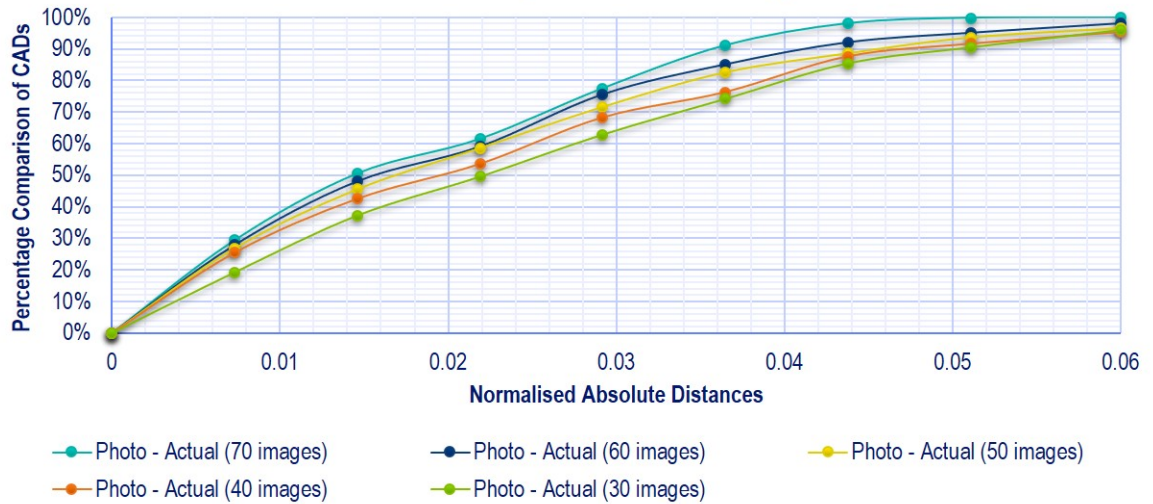 Percentage Comparison of CADs
100%
90%
80%
70%
60%
50%
40%
30%
20%
10%
0%
0 0.01 0.02 0.03 0.04 0.05 0.06
Normalised Absolute Distances
Photo - Actual (70 images) Photo - Actual (60 images) Photo - Actual (50 images)
Photo - Actual (40 images) Photo - Actual (30 images)